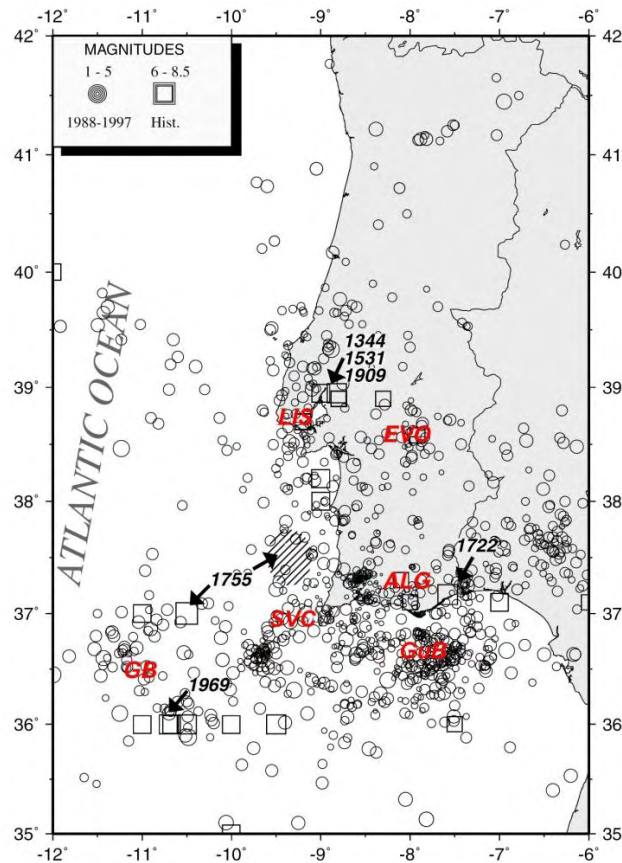 -12 -11 -10 -9 -8 -7 -6
42˚ 42˚
MAGNITUDES
1 - 5 6 - 8.5
1988-1997 Hist.
41˚ 41˚
40˚ 40˚
ATLANTIC OCEAN
1344
1531
1909
39˚ 39˚
LIS
EVO
38˚ 38˚
1722
1755
ALG
37˚ 37˚
SVC
GB
GuB
1969
36˚ 36˚
35˚ 35˚
-12 -11 -10 -9 -8 -7 -6